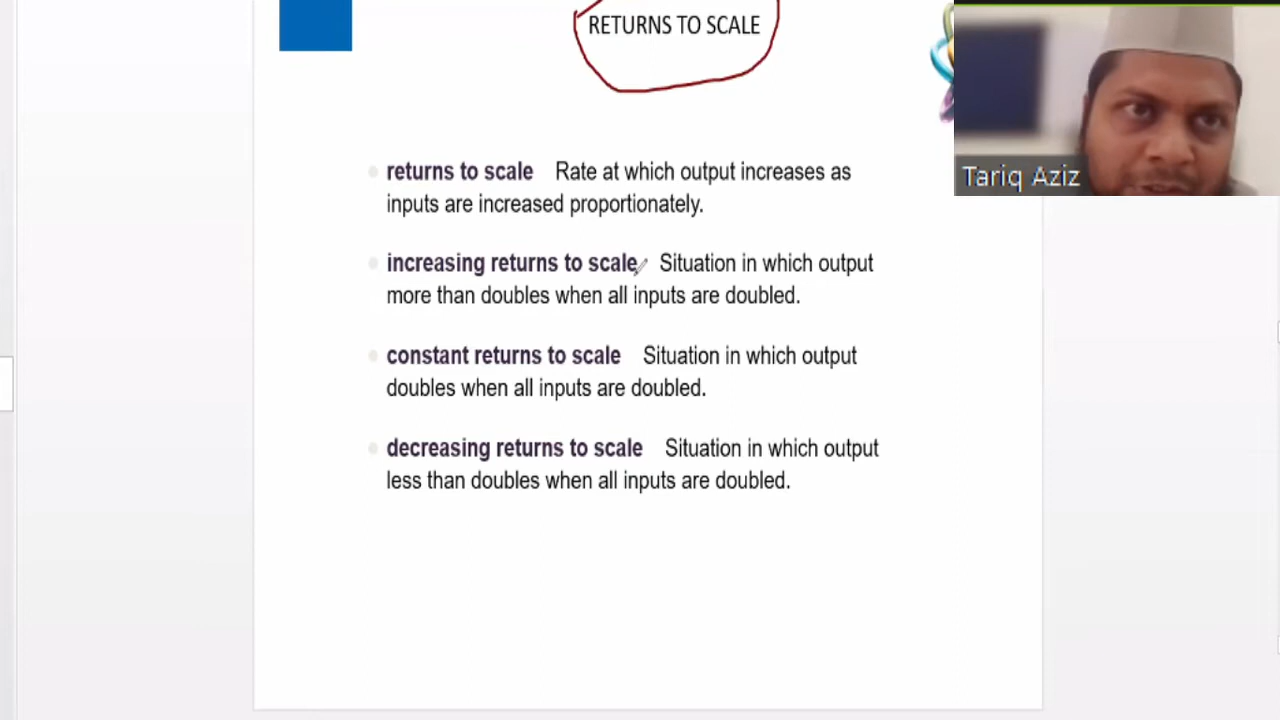 RETURNS TO SCALE
Tariq Aziz
returns to scale Rate at which output increases as
inputs are increased proportionately.
increasing returns to scale Situation in which output
more than doubles when all inputs are doubled.
constant returns to scale Situation in which output
doubles when all inputs are doubled.
decreasing returns to scale Situation in which output
less than doubles when all inputs are doubled.